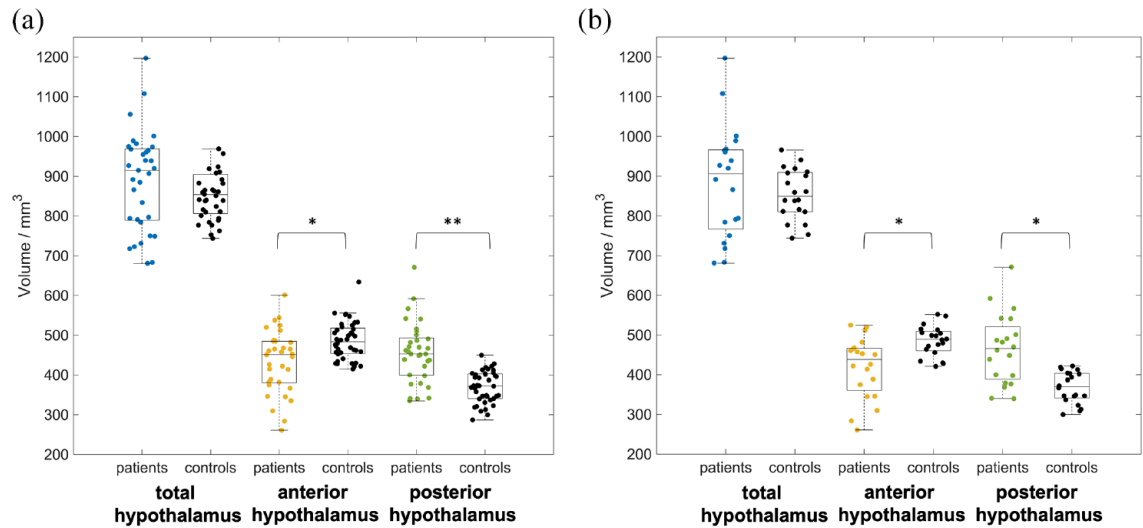 (a)
(b)
Volume / mm³
1200
1100
1000
900
800
700
600
500
400
300
200
*
**
patients controls patients controls patients controls
total anterior posterior
hypothalamus hypothalamus hypothalamus
Volume / mm³
1200
1100
1000
900
800
700
600
500
400
300
200
*
*
patients controls patients controls patients controls
total anterior posterior
hypothalamus hypothalamus hypothalamus